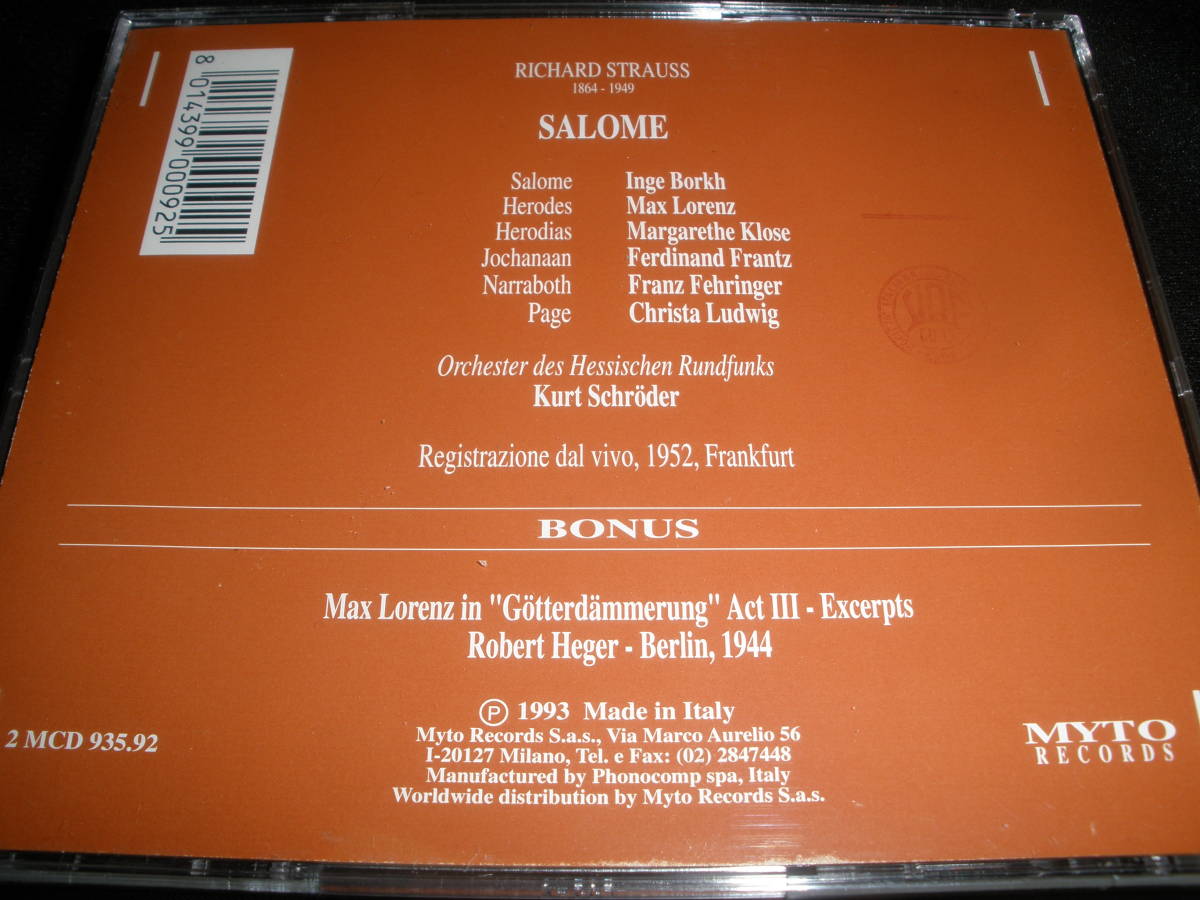 8 014399 000925
RICHARD STRAUSS
1864 - 1949
SALOME
Salome Inge Borkh
Herodes Max Lorenz
Herodias Margarethe Klose
Jochanaan Ferdinand Frantz
Narraboth Franz Fehringer
Page Christa Ludwig
Orchester des Hessischen Rundfunks
Kurt Schröder
Registrazione dal vivo, 1952, Frankfurt
BONUS
Max Lorenz in "Götterdämmerung" Act III - Excerpts
Robert Heger - Berlin, 1944
Ⓟ 1993 Made in Italy
Myto Records S.a.s., Via Marco Aurelio 56
I-20127 Milano, Tel. e Fax: (02) 2847448
Manufactured by Phonocomp spa, Italy
Worldwide distribution by Myto Records S.a.s.
2 MCD 935.92
MYTO
RECORDS